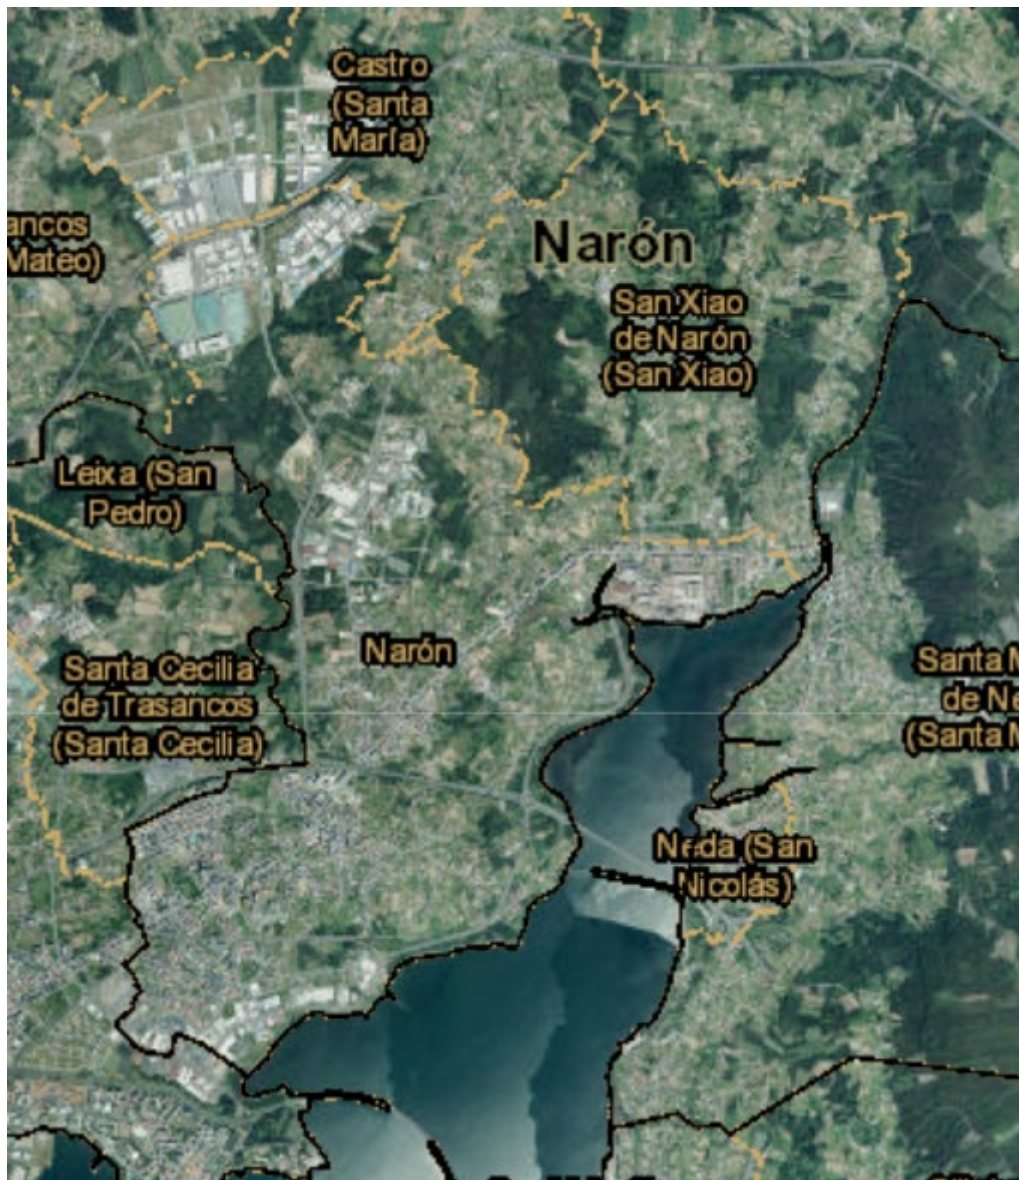 Castro
(Santa
María)
ancos
Mateo)
Narón
San Xiao
de Narón
(San Xiao)
Leixa (San
Pedro)
Narón
Santa Cecilia
de Trasancos
(Santa Cecilia)
Santa M
de Ne
(Santa M
Neda (San
Nicolás)